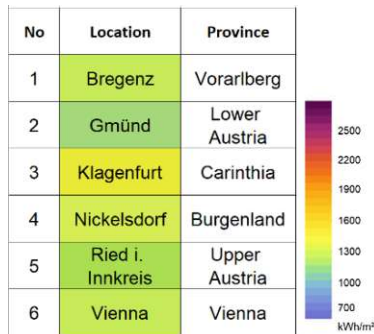 No Location Province
1 Bregenz Vorarlberg
2 Gmünd Lower
Austria
3 Klagenfurt Carinthia
4 Nickelsdorf Burgenland
5 Ried i.
Innkreis Upper
Austria
6 Vienna Vienna
2500
2200
1900
1600
1300
1000
700
kWh/m²